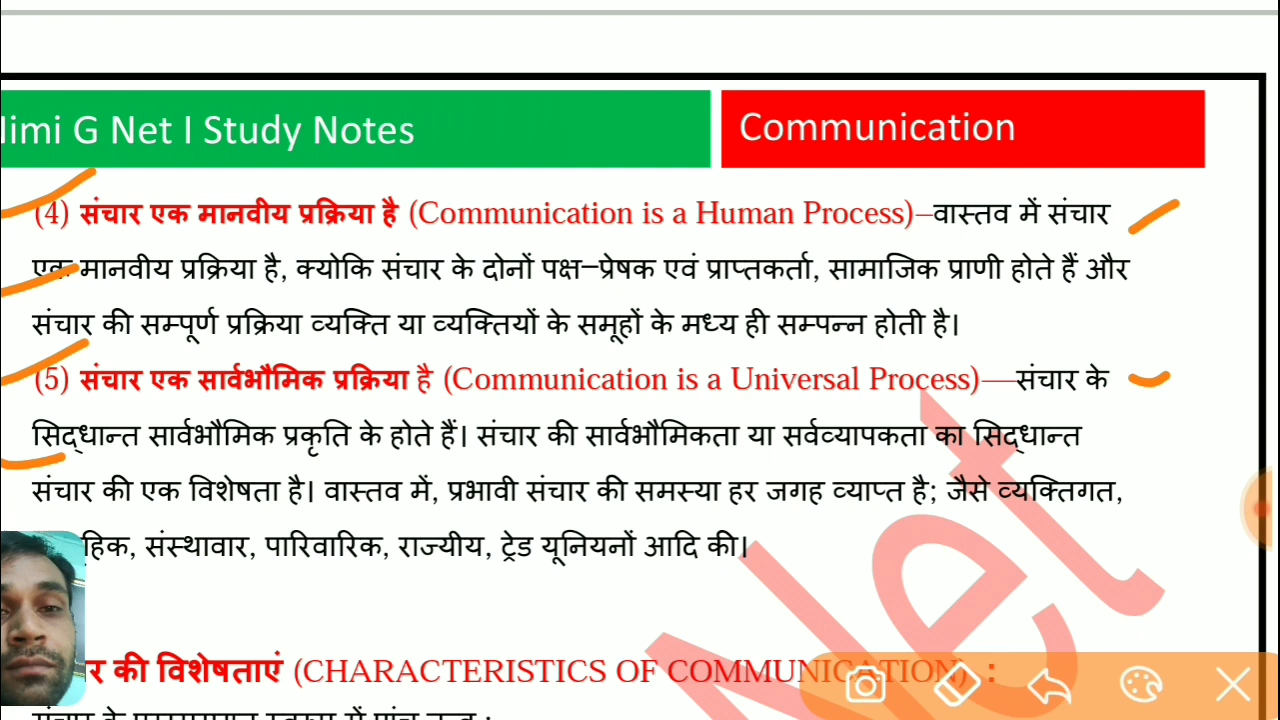 imi G Net I Study Notes
Communication
(4) संचार एक मानवीय प्रक्रिया है (Communication is a Human Process)–वास्तव में संचार
एक मानवीय प्रक्रिया है, क्योकि संचार के दोनों पक्ष–प्रेषक एवं प्राप्तकर्ता, सामाजिक प्राणी होते हैं और
संचार की सम्पूर्ण प्रक्रिया व्यक्ति या व्यक्तियों के समूहों के मध्य ही सम्पन्न होती है।
(5) संचार एक सार्वभौमिक प्रक्रिया है (Communication is a Universal Process)—संचार के
सिद्धान्त सार्वभौमिक प्रकृति के होते हैं। संचार की सार्वभौमिकता या सर्वव्यापकता का सिद्धान्त
संचार की एक विशेषता है। वास्तव में, प्रभावी संचार की समस्या हर जगह व्याप्त है; जैसे व्यक्तिगत,
हिक, संस्थावार, पारिवारिक, राज्यीय, ट्रेड यूनियनों आदि की।
र की विशेषताएं (CHARACTERISTICS OF COMMUNICATION) :
Net